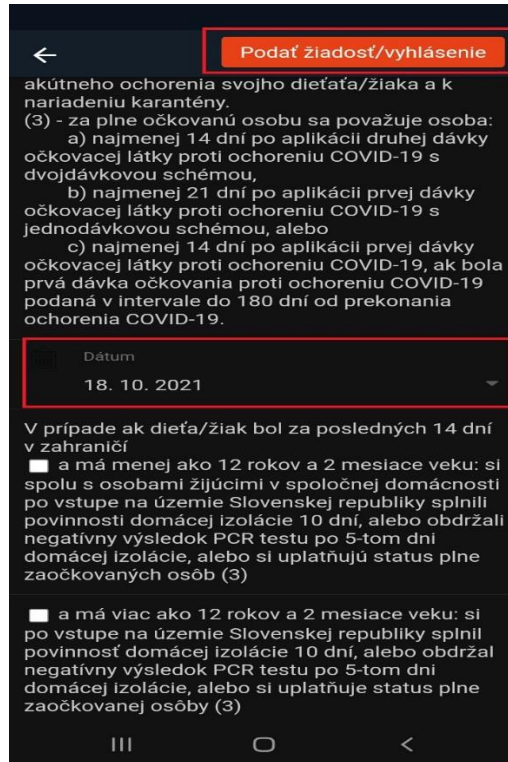 Podať žiadosť/vyhlásenie
akútneho ochorenia svojho dieťaťa/žiaka a k
nariadeniu karantény.
(3) - za plne očkovanú osobu sa považuje osoba:
a) najmenej 14 dní po aplikácii druhej dávky
očkovacej látky proti ochoreniu COVID-19 s
dvojdávkovou schémou,
b) najmenej 21 dní po aplikácii prvej dávky
očkovacej látky proti ochoreniu COVID-19 s
jednodávkovou schémou, alebo
c) najmenej 14 dní po aplikácii prvej dávky
očkovacej látky proti ochoreniu COVID-19, ak bola
prvá dávka očkovania proti ochoreniu COVID-19
podaná v intervale do 180 dní od prekonania
ochorenia COVID-19.
Dátum
18. 10. 2021
V prípade ak dieťa/žiak bol za posledných 14 dní
v zahraničí
a má menej ako 12 rokov a 2 mesiace veku: si
spolu s osobami žijúcimi v spoločnej domácnosti
po vstupe na územie Slovenskej republiky splnili
povinnosti domácej izolácie 10 dní, alebo obdržali
negatívny výsledok PCR testu po 5-tom dni
domácej izolácie, alebo si uplatňujú status plne
zaočkovaných osôb (3)
a má viac ako 12 rokov a 2 mesiace veku: si
po vstupe na územie Slovenskej republiky splnil
povinnosť domácej izolácie 10 dní, alebo obdržal
negatívny výsledok PCR testu po 5-tom dni
domácej izolácie, alebo si uplatňuje status plne
zaočkovanej osôby (3)